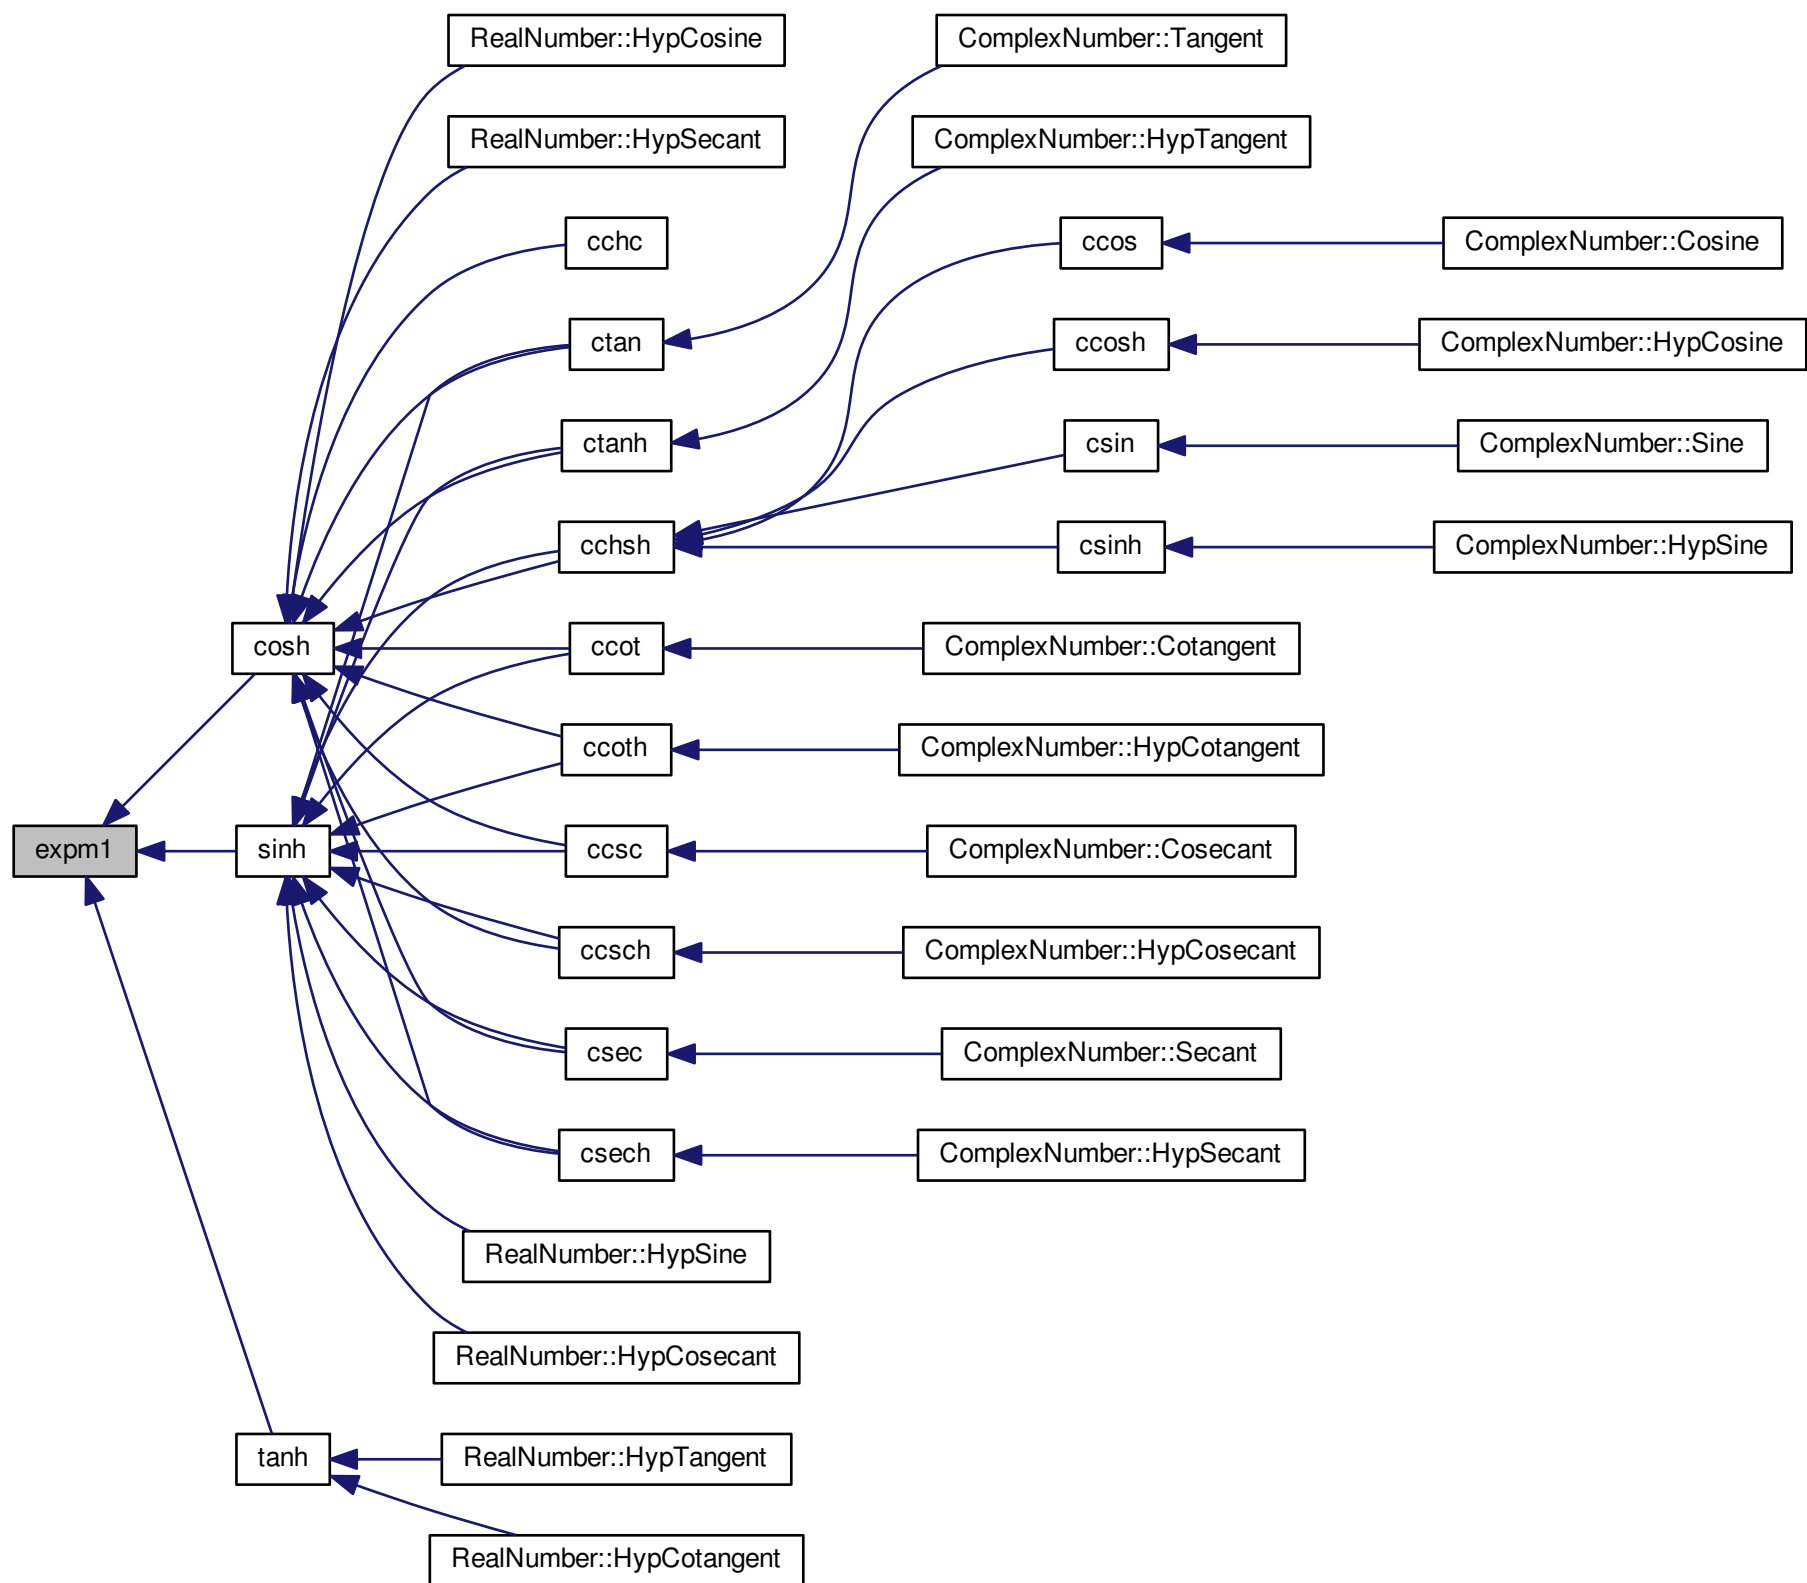 RealNumber::HypCosine
ComplexNumber::Tangent
RealNumber::HypSecant
ComplexNumber::HypTangent
cchc
ccos
ComplexNumber::Cosine
ctan
ccosh
ComplexNumber::HypCosine
ctanh
csin
ComplexNumber::Sine
cchsh
csinh
ComplexNumber::HypSine
cosh
ccot
ComplexNumber::Cotangent
ccoth
ComplexNumber::HypCotangent
expm1
sinh
ccsc
ComplexNumber::Cosecant
ccsch
ComplexNumber::HypCosecant
csec
ComplexNumber::Secant
csech
ComplexNumber::HypSecant
RealNumber::HypSine
RealNumber::HypCosecant
tanh
RealNumber::HypTangent
RealNumber::HypCotangent